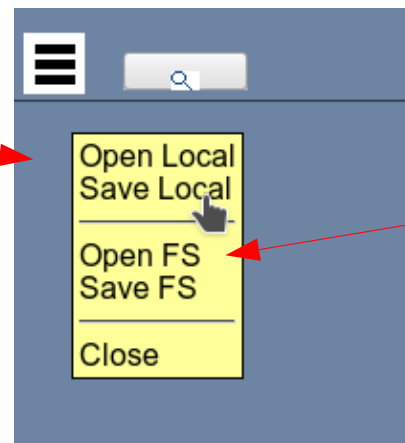 Open Local
Save Local
Open FS
Save FS
Close